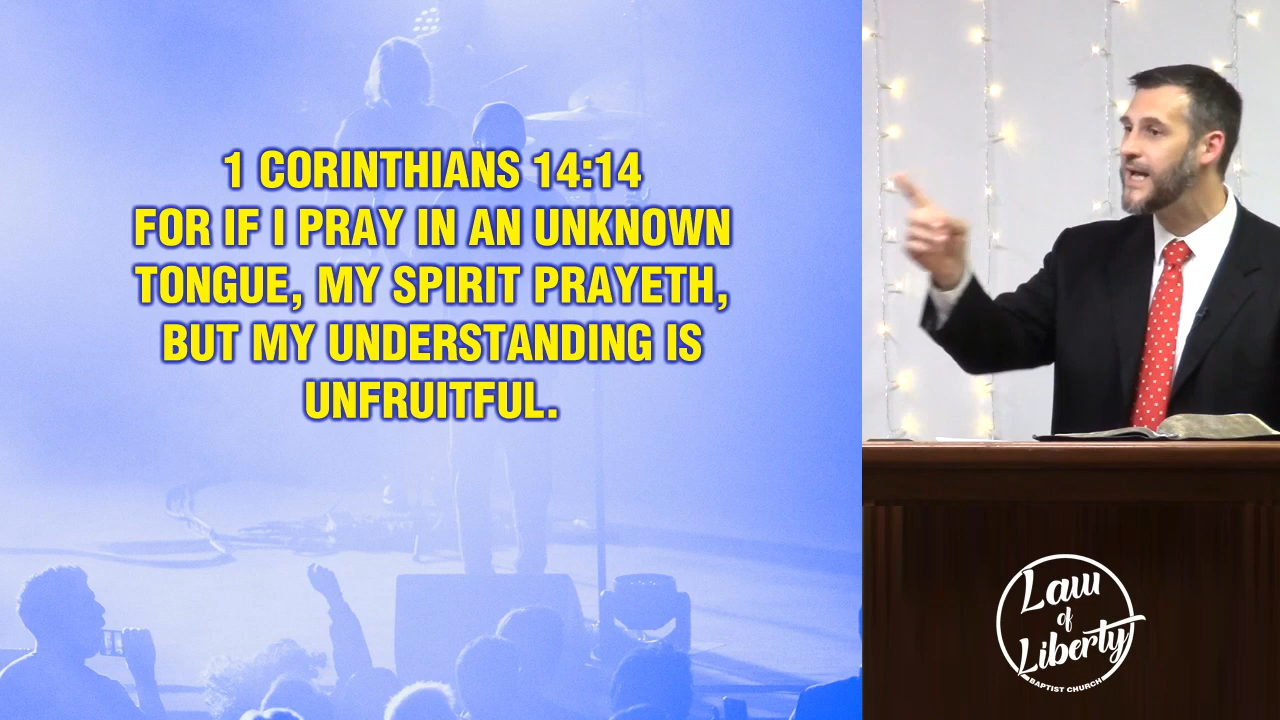 1 CORINTHIANS 14:14
FOR IF I PRAY IN AN UNKNOWN
TONGUE, MY SPIRIT PRAYETH,
BUT MY UNDERSTANDING IS
UNFRUITFUL.
Law
of
Liberty
BAPTIST CHURCH